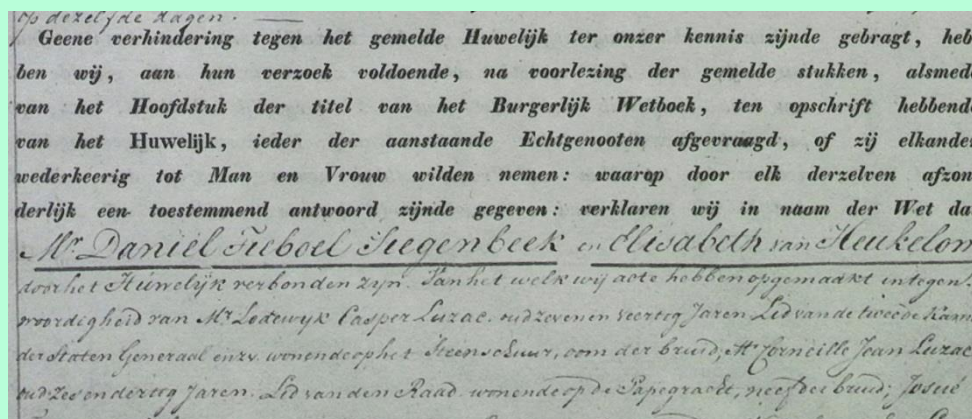 op dezelfde dagen.
Geene verhindering tegen het gemelde Huwelijk ter onzer kennis zijnde gebragt, heb
ben wij, aan hun verzoek voldoende, na voorlezing der gemelde stukken, alsmede
van het Hoofdstuk der titel van het Burgerlijk Wetboek, ten opschrift hebbende
van het Huwelijk, ieder der aanstaande Echtgenooten afgevraagd, of zij elkander
wederkeerig tot Man en Vrouw wilden nemen: waarop door elk derzelven afzon
derlijk een toestemmend antwoord zijnde gegeven: verklaren wij in naam der Wet da
Mr. Daniel Tieboel Siegenbeek en Elisabeth van Heukelom
door het Huwelijk verbonden zyn. Van het welk wij acte hebben opgemaakt in tegen
woordigheid van Mr. Lodewyk Casper Luzac. oud zeven en veertig Jaren Lid van de tweede Kam
der Staten Generaal enzv. wonende op het Steenschuur, oom der bruid; Mr. Corneille Jean Luzac
oud zes en dertig Jaren. Lid van den Raad. wonende op de Papegracht, neef der bruid; Josué